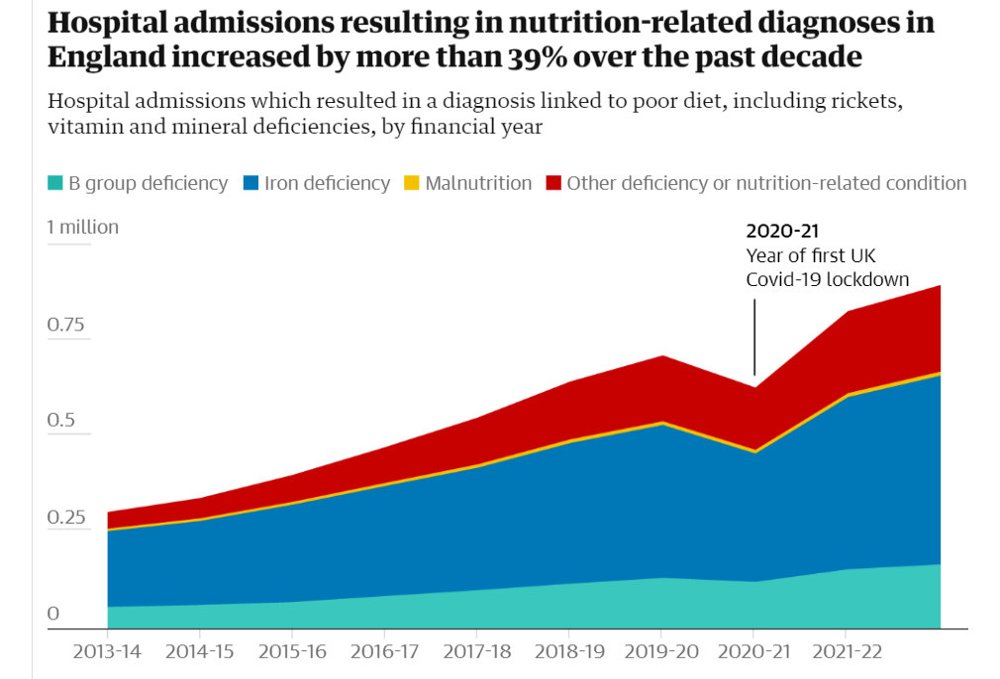 Hospital admissions resulting in nutrition-related diagnoses in
England increased by more than 39% over the past decade
Hospital admissions which resulted in a diagnosis linked to poor diet, including rickets,
vitamin and mineral deficiencies, by financial year
B group deficiency Iron deficiency Malnutrition Other deficiency or nutrition-related condition
1 million
2020-21
Year of first UK
Covid-19 lockdown
0.75
0.5
0.25
0
2013-14 2014-15 2015-16 2016-17 2017-18 2018-19 2019-20 2020-21 2021-22